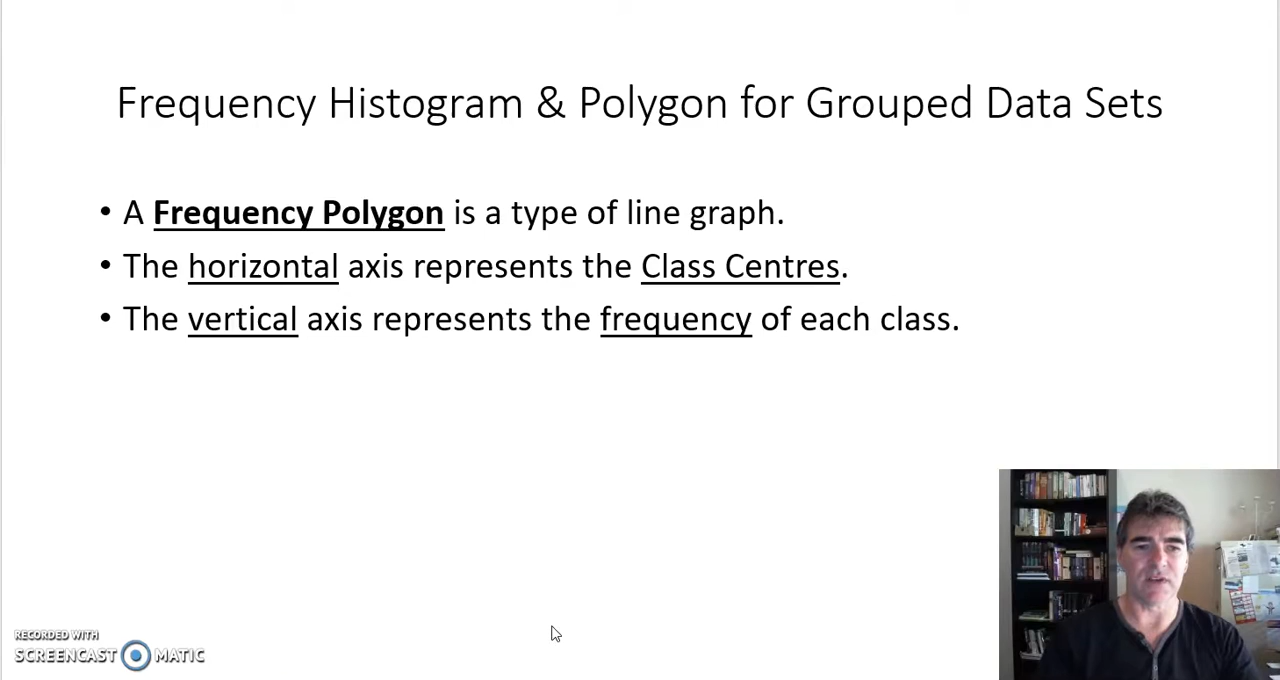 Frequency Histogram & Polygon for Grouped Data Sets
• A Frequency Polygon is a type of line graph.
• The horizontal axis represents the Class Centres.
• The vertical axis represents the frequency of each class.
RECORDED WITH
SCREENCAST MATIC